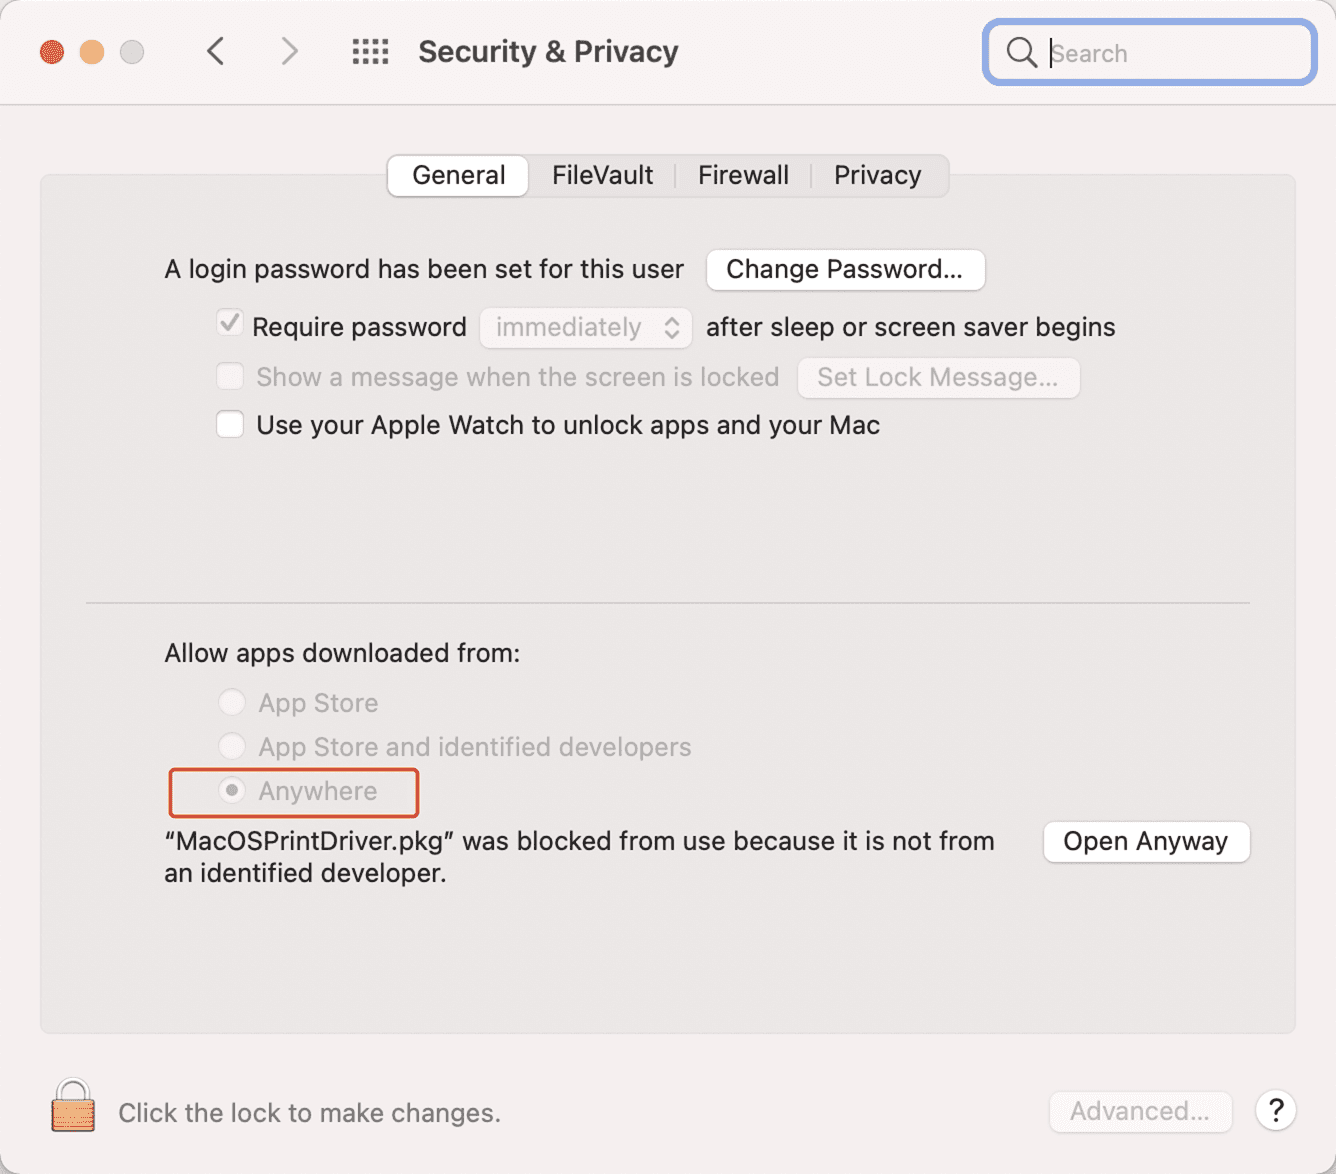 Security & Privacy
Search
General
FileVault
Firewall
Privacy
A login password has been set for this user
Change Password...
Require password
immediately
after sleep or screen saver begins
Show a message when the screen is locked
Set Lock Message...
Use your Apple Watch to unlock apps and your Mac
Allow apps downloaded from:
App Store
App Store and identified developers
Anywhere
“MacOSPrintDriver.pkg” was blocked from use because it is not from
an identified developer.
Open Anyway
Click the lock to make changes.
Advanced...
?